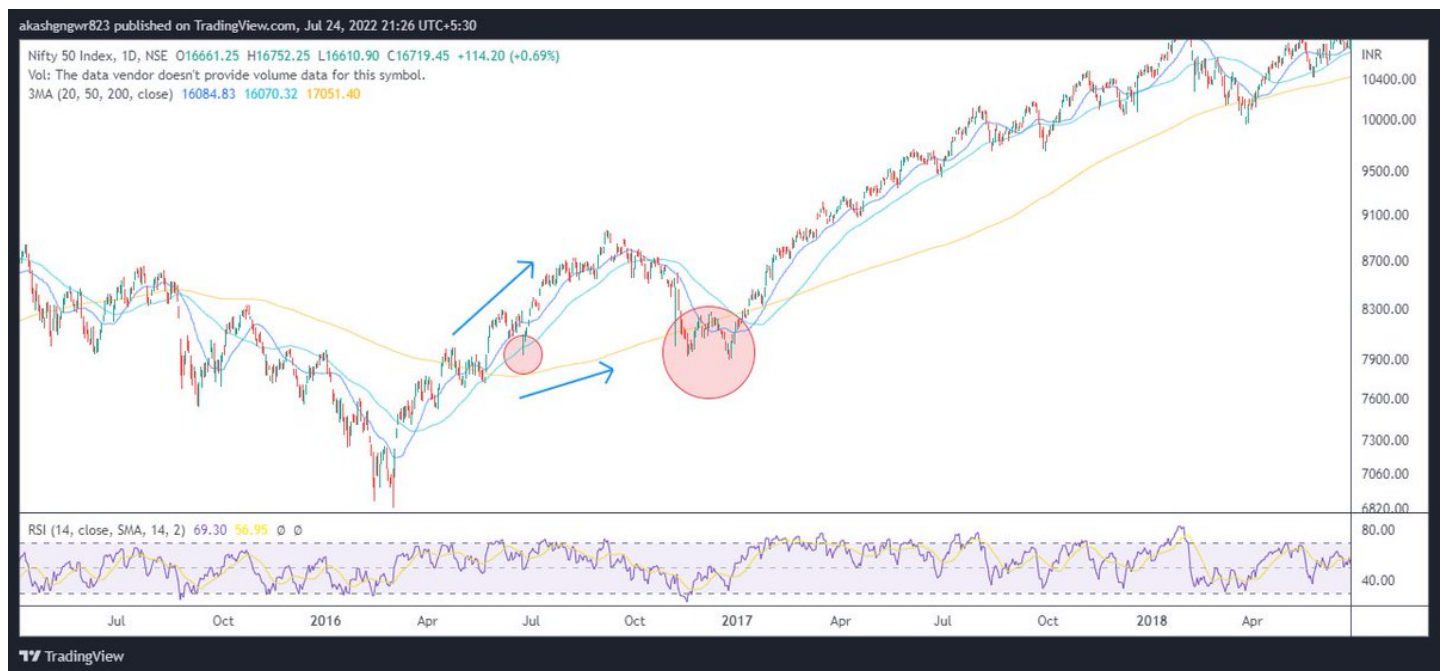 akashgngwr823 published on TradingView.com, Jul 24, 2022 21:26 UTC+5:30
Nifty 50 Index, 1D, NSE O16661.25 H16752.25 L16610.90 C16719.45 +114.20 (+0.69%)
Vol: The data vendor doesn't provide volume data for this symbol.
3MA (20, 50, 200, close) 16084.83 16070.32 17051.40
INR
10400.00
10000.00
9500.00
9100.00
8700.00
8300.00
7900.00
7600.00
7300.00
7060.00
6820.00
RSI (14, close, SMA, 14, 2) 69.30 56.95 Ø Ø
80.00
40.00
Jul Oct 2016 Apr Jul Oct 2017 Apr Jul Oct 2018 Apr
TradingView